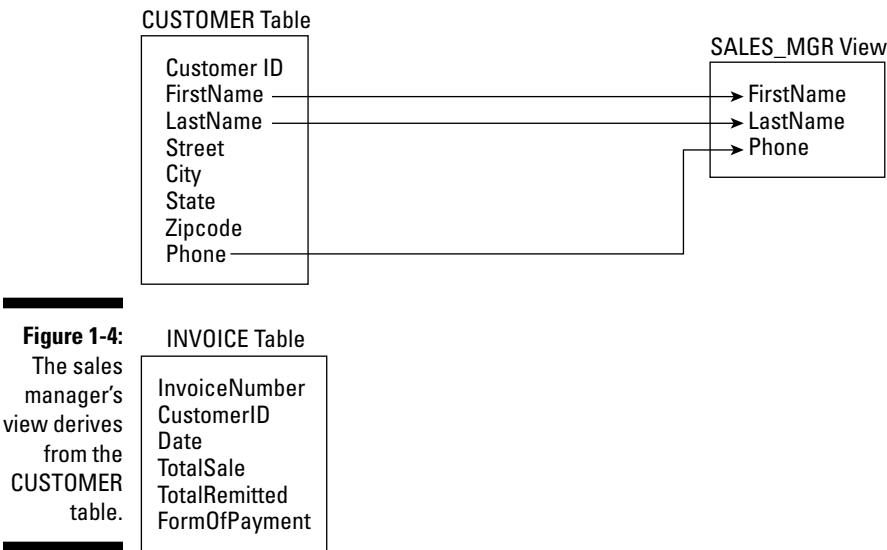 CUSTOMER Table
Customer ID
FirstName
LastName
Street
City
State
Zipcode
Phone
SALES_MGR View
FirstName
LastName
Phone
Figure 1-4:
The sales
manager's
view derives
from the
CUSTOMER
table.
INVOICE Table
InvoiceNumber
CustomerID
Date
TotalSale
TotalRemitted
FormOfPayment